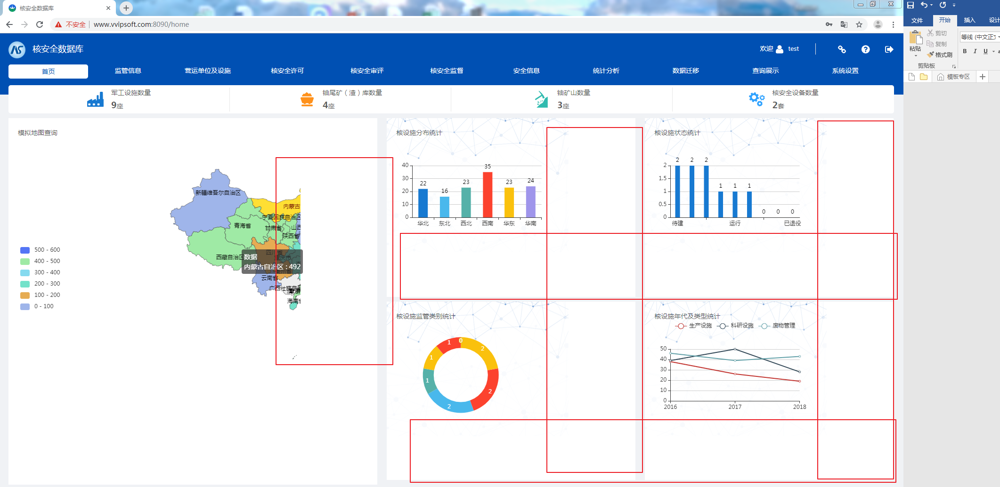 核安全数据库
不安全 www.vvipsoft.com:8090/home
文件 开始 插入 设计
剪切
等线 (中文正文
粘贴 复制
B I U
格式刷
剪贴板
模板专区
核安全数据库
欢迎 test
首页 监管信息 营运单位及设施 核安全许可 核安全审评 核安全监督 安全信息 统计分析 数据迁移 查询展示 系统设置
军工设施数量
9座
铀尾矿（渣）库数量
4座
铀矿山数量
3座
核安全设备数量
2套
模拟地图查询
新疆维吾尔自治区
内蒙古
宁夏回族自治区
青海省
甘肃省
山西
陕西省
西藏自治区
四川省
重庆市
数据
内蒙古自治区 : 492
云南省
广西壮族自
海南省
500 - 600
400 - 500
300 - 400
200 - 300
100 - 200
0 - 100
核设施分布统计
40
30
20
10
0
22
16
23
35
23
24
华北 东北 西北 西南 华东 华南
核设施状态统计
2
1.5
1
0.5
0
2 2 2
1 1 1
0 0 0
待建 运行 已退役
核设施监管类别统计
0
2
2
2
1
1
1
核设施年代及类型统计
生产设施 科研设施 废物管理
50
40
30
20
10
0
2016 2017 2018